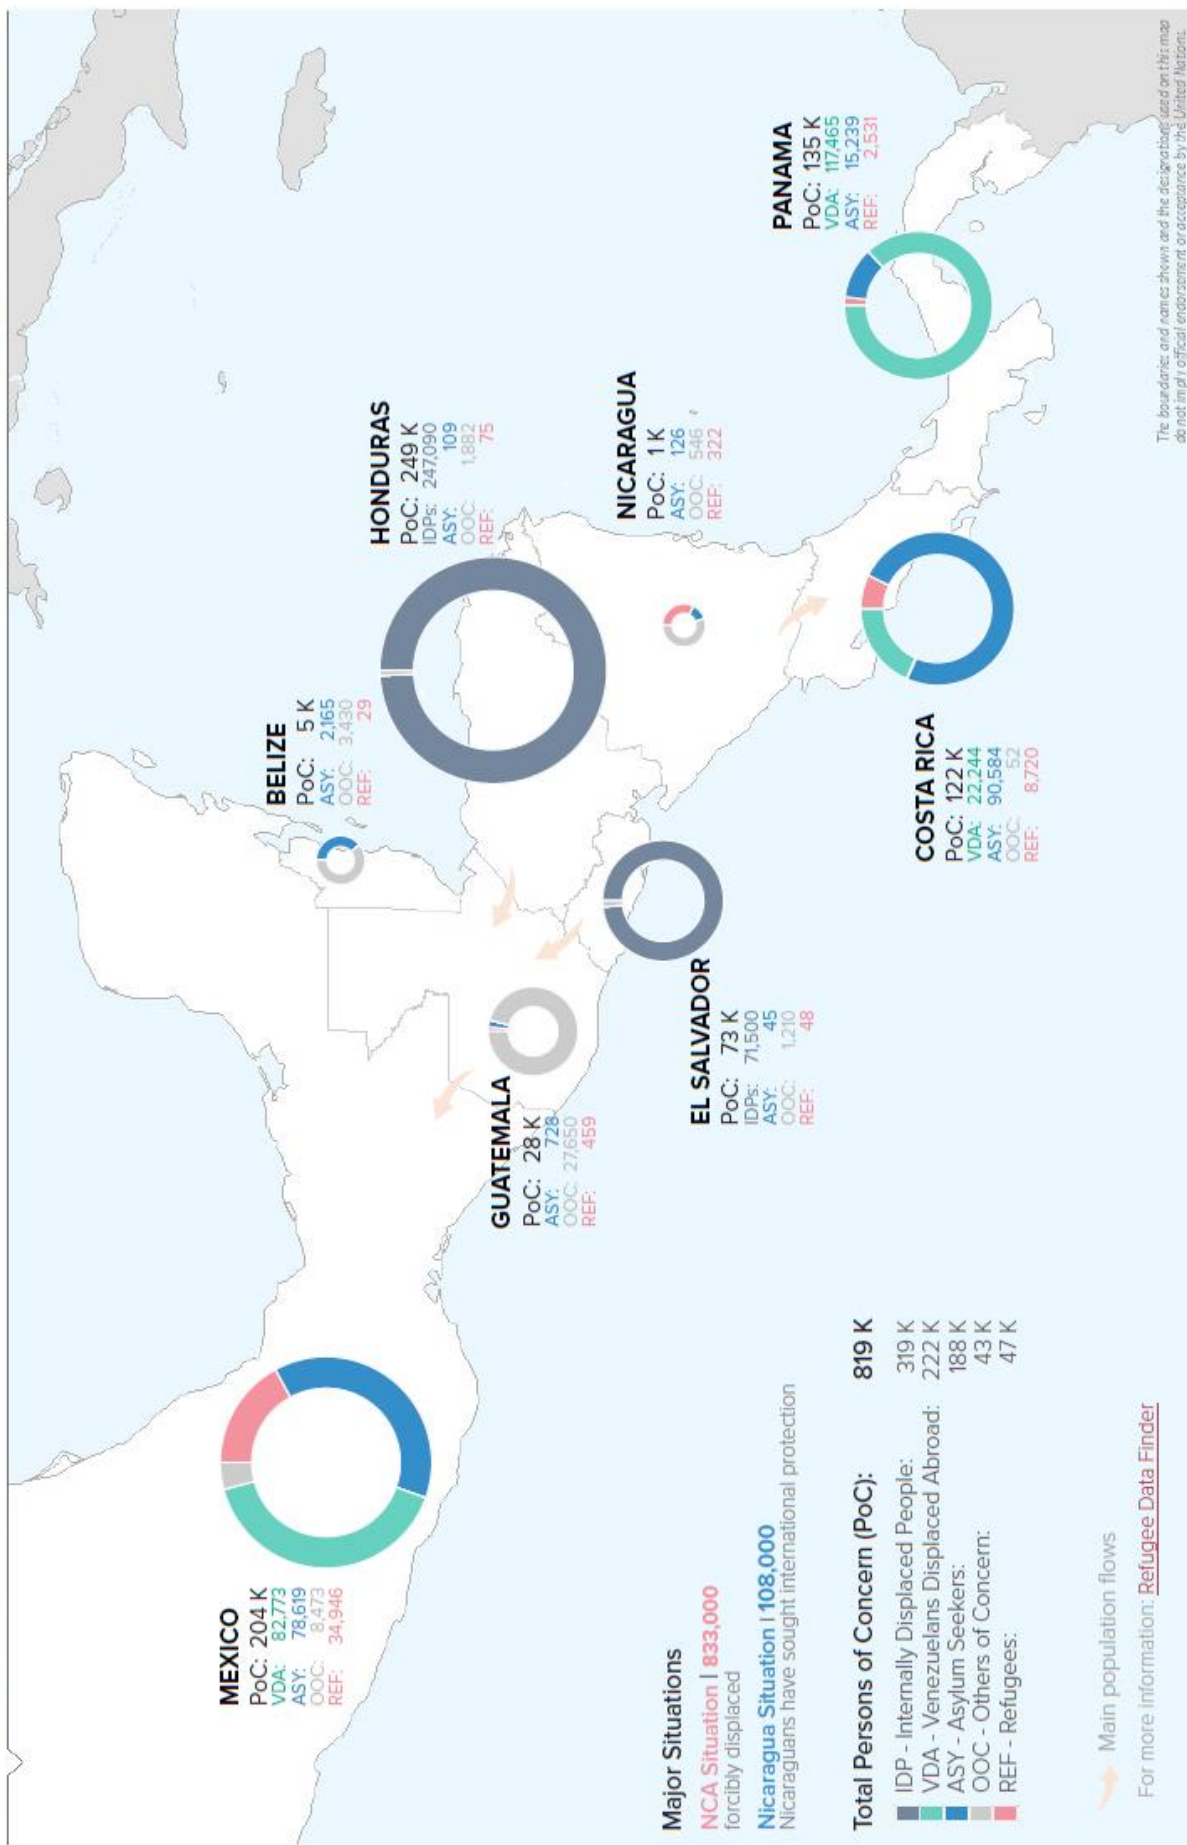 MEXICO
PoC: 204 K
VDA: 82,773
ASY: 78,619
OOC: 8,473
REF: 34,946
BELIZE
PoC: 5 K
ASY: 2,165
OOC: 3,430
REF: 29
HONDURAS
PoC: 249 K
IDPs: 247,090
ASY: 109
OOC: 1,882
REF: 75
GUATEMALA
PoC: 28 K
ASY: 728
OOC: 27,650
REF: 459
NICARAGUA
PoC: 1 K
ASY: 126
OOC: 546
REF: 322
EL SALVADOR
PoC: 73 K
IDPs: 71,500
ASY: 45
OOC: 1,210
REF: 48
PANAMA
PoC: 135 K
VDA: 117,465
ASY: 15,239
REF: 2,531
COSTA RICA
PoC: 122 K
VDA: 22,244
ASY: 90,584
OOC: 52
REF: 8,720
Major Situations
NCA Situation | 833,000
forcibly displaced
Nicaragua Situation | 108,000
Nicaraguans have sought international protection
Total Persons of Concern (PoC): 819 K
IDP - Internally Displaced People: 319 K
VDA - Venezuelans Displaced Abroad: 222 K
ASY - Asylum Seekers: 188 K
OOC - Others of Concern: 43 K
REF - Refugees: 47 K
Main population flows
For more information: Refugee Data Finder
The boundaries and names shown and the designations used on this map
do not imply official endorsement or acceptance by the United Nations.